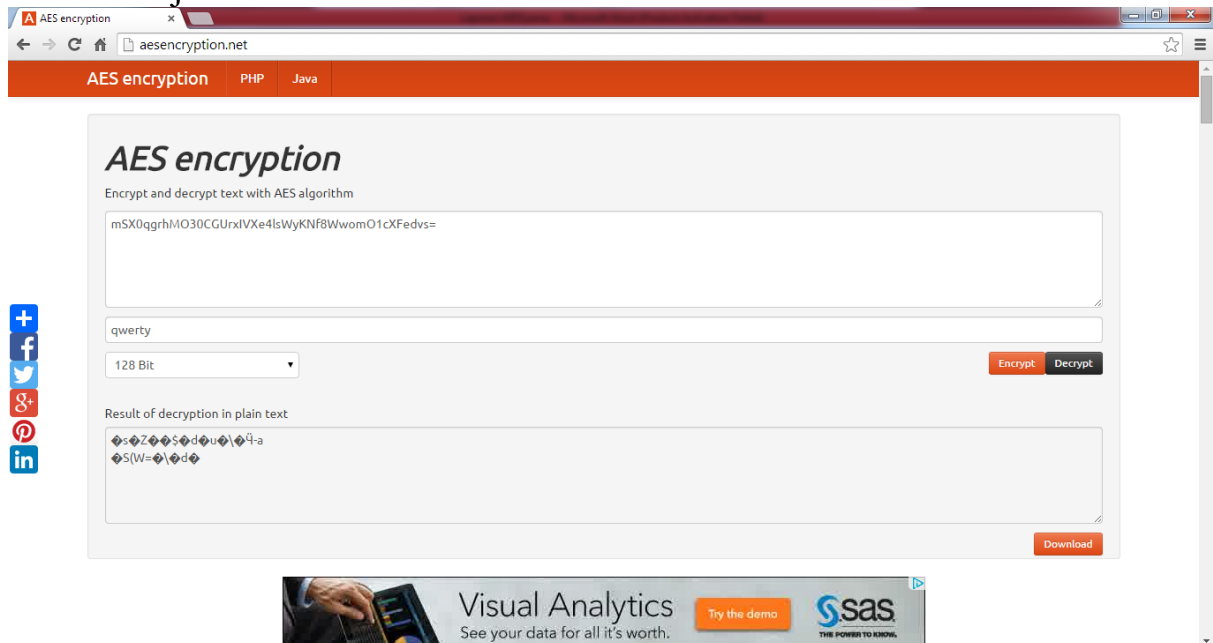 AES encryption
aesencryption.net
AES encryption PHP Java
AES encryption
Encrypt and decrypt text with AES algorithm
mSX0qgrhMO30CGUrxIVXe4lsWyKNf8WwomO1cXFedvs=
qwerty
128 Bit
Encrypt Decrypt
Result of decryption in plain text
�s�Z��$�d�u�\�Ӵ-a
�S(W=�\�d�
Download
Visual Analytics
See your data for all it's worth.
Try the demo
sas
THE POWER TO KNOW.